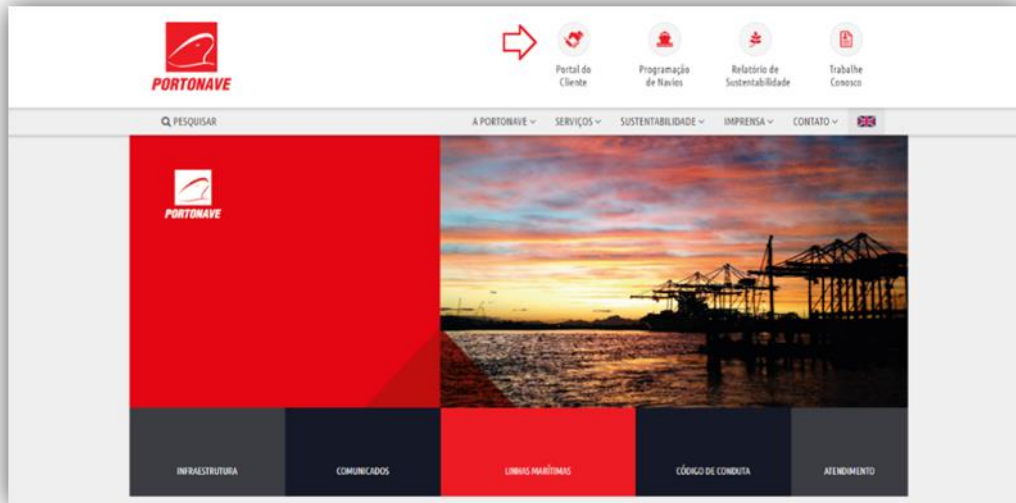 PORTONAVE
Portal do
Cliente
Programação
de Navios
Relatório de
Sustentabilidade
Trabalhe
Conosco
PESQUISAR
A PORTONAVE
SERVIÇOS
SUSTENTABILIDADE
IMPRENSA
CONTATO
PORTONAVE
INFRAESTRUTURA
COMUNICADOS
LINHAS MARÍTIMAS
CÓDIGO DE CONDUTA
ATENDIMENTO